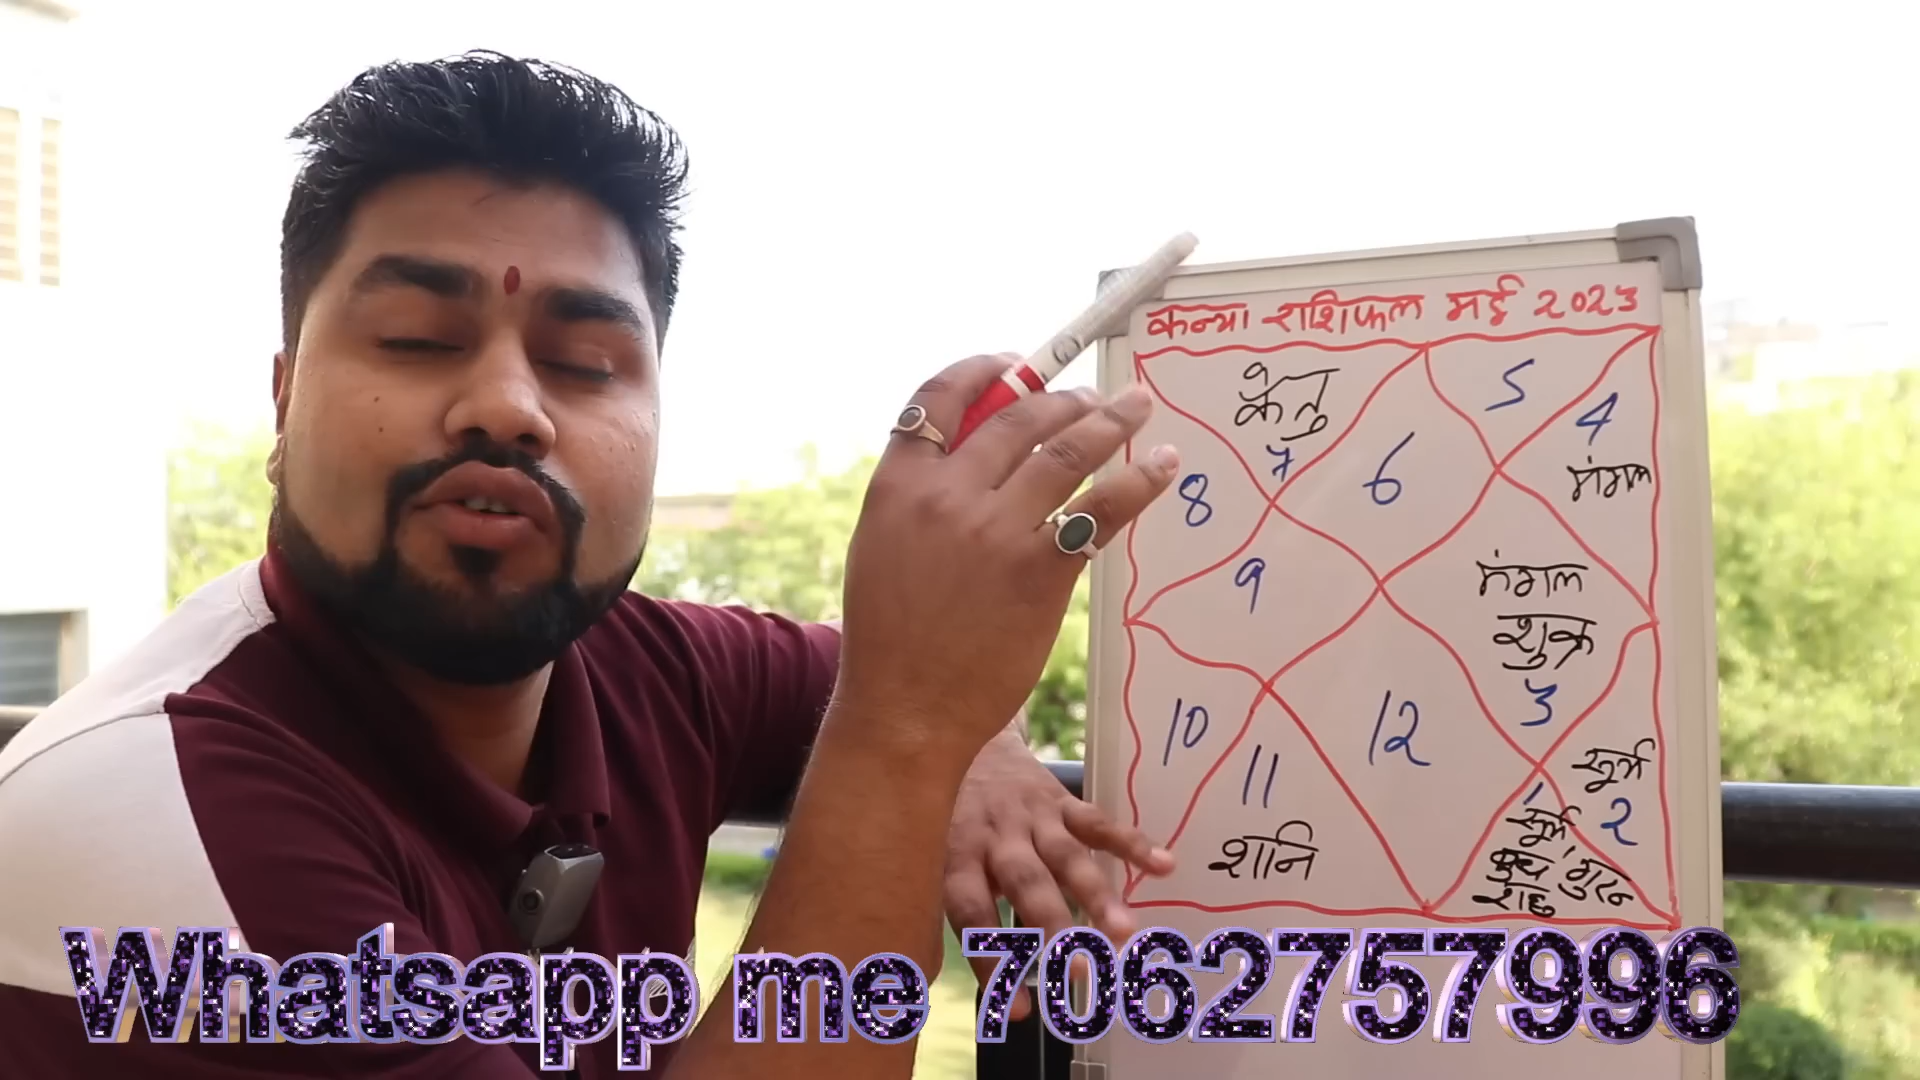 कन्या राशिफल मई 2023
केतु
7
5
4
मंगल
8
6
9
मंगल
शुक्र
3
10
12
11
शनि
सूर्य
2
1
सूर्य,
बुध, गुरु
राहु
Whatsapp me 7062757996